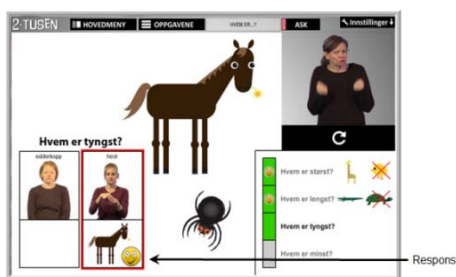 2-TUSEN
HOVEDMENY
OPPGAVENE
HVEM ER..?
ASK
Innstillinger
Hvem er tyngst?
edderkopp
hest
Hvem er størst?
Hvem er lengst?
Hvem er tyngst?
Hvem er minst?
Respons